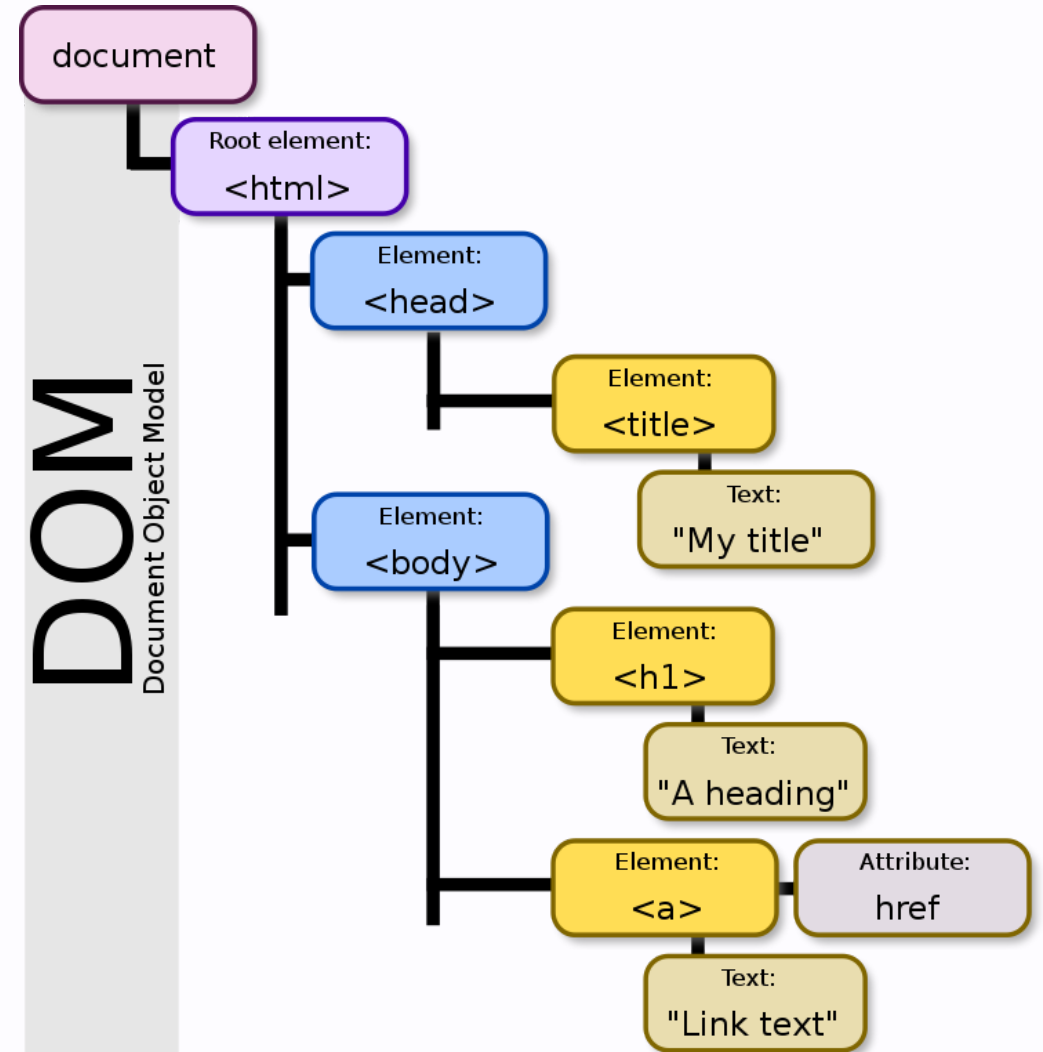 document
Root element:
<html>
Element:
<head>
Element:
<title>
Text:
"My title"
Element:
<body>
Element:
<h1>
Text:
"A heading"
Element:
<a>
Attribute:
href
Text:
"Link text"
DOM
Document Object Model